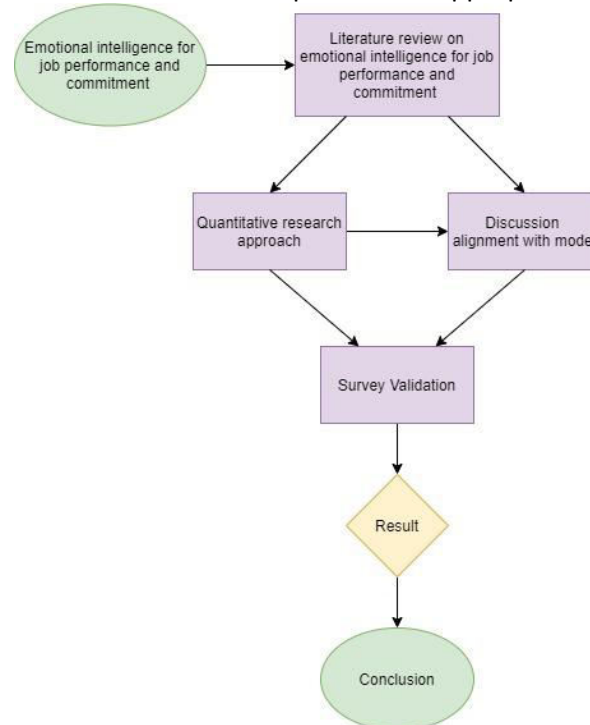 Emotional intelligence for
job performance and
commitment
Literature review on
emotional intelligence for job
performance and
commitment
Quantitative research
approach
Discussion
alignment with mode
Survey Validation
Result
Conclusion